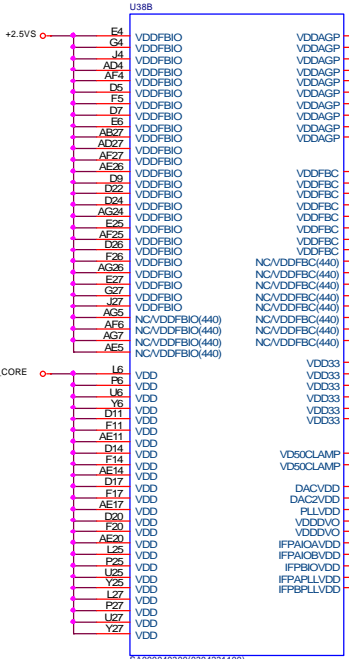 U38B
+2.5VS
E4 VDDFBIO VDDAGP
G4 VDDFBIO VDDAGP
J4 VDDFBIO VDDAGP
AD4 VDDFBIO VDDAGP
AF4 VDDFBIO VDDAGP
D5 VDDFBIO VDDAGP
F5 VDDFBIO VDDAGP
D7 VDDFBIO VDDAGP
E6 VDDFBIO VDDAGP
AB27 VDDFBIO VDDAGP
AD27 VDDFBIO
AF27 VDDFBIO
AE26 VDDFBIO VDDFBC
D9 VDDFBIO VDDFBC
D22 VDDFBIO VDDFBC
D24 VDDFBIO VDDFBC
AG24 VDDFBIO VDDFBC
E25 VDDFBIO VDDFBC
AF25 VDDFBIO VDDFBC
D26 VDDFBIO VDDFBC
F26 VDDFBIO NC/VDDFBC(440)
AG26 VDDFBIO NC/VDDFBC(440)
E27 VDDFBIO NC/VDDFBC(440)
G27 VDDFBIO NC/VDDFBC(440)
J27 VDDFBIO NC/VDDFBC(440)
AG5 NC/VDDFBIO(440) NC/VDDFBC(440)
AF6 NC/VDDFBIO(440) NC/VDDFBC(440)
AG7 NC/VDDFBIO(440) NC/VDDFBC(440)
AE5 NC/VDDFBIO(440)
VDD33
_CORE
L6 VDD VDD33
P6 VDD VDD33
U6 VDD VDD33
Y6 VDD VDD33
D11 VDD VDD33
F11 VDD
AE11 VDD
D14 VDD VD50CLAMP
F14 VDD VD50CLAMP
AE14 VDD
D17 VDD DACVDD
F17 VDD DAC2VDD
AE17 VDD PLLVDD
D20 VDD VDDDVO
F20 VDD VDDDVO
AE20 VDD IFPAIOAVDD
L25 VDD IFPAIOBVDD
P25 VDD IFPBIOVDD
U25 VDD IFPAPLLVDD
Y25 VDD IFPBPLLVDD
L27 VDD
P27 VDD
U27 VDD
Y27 VDD